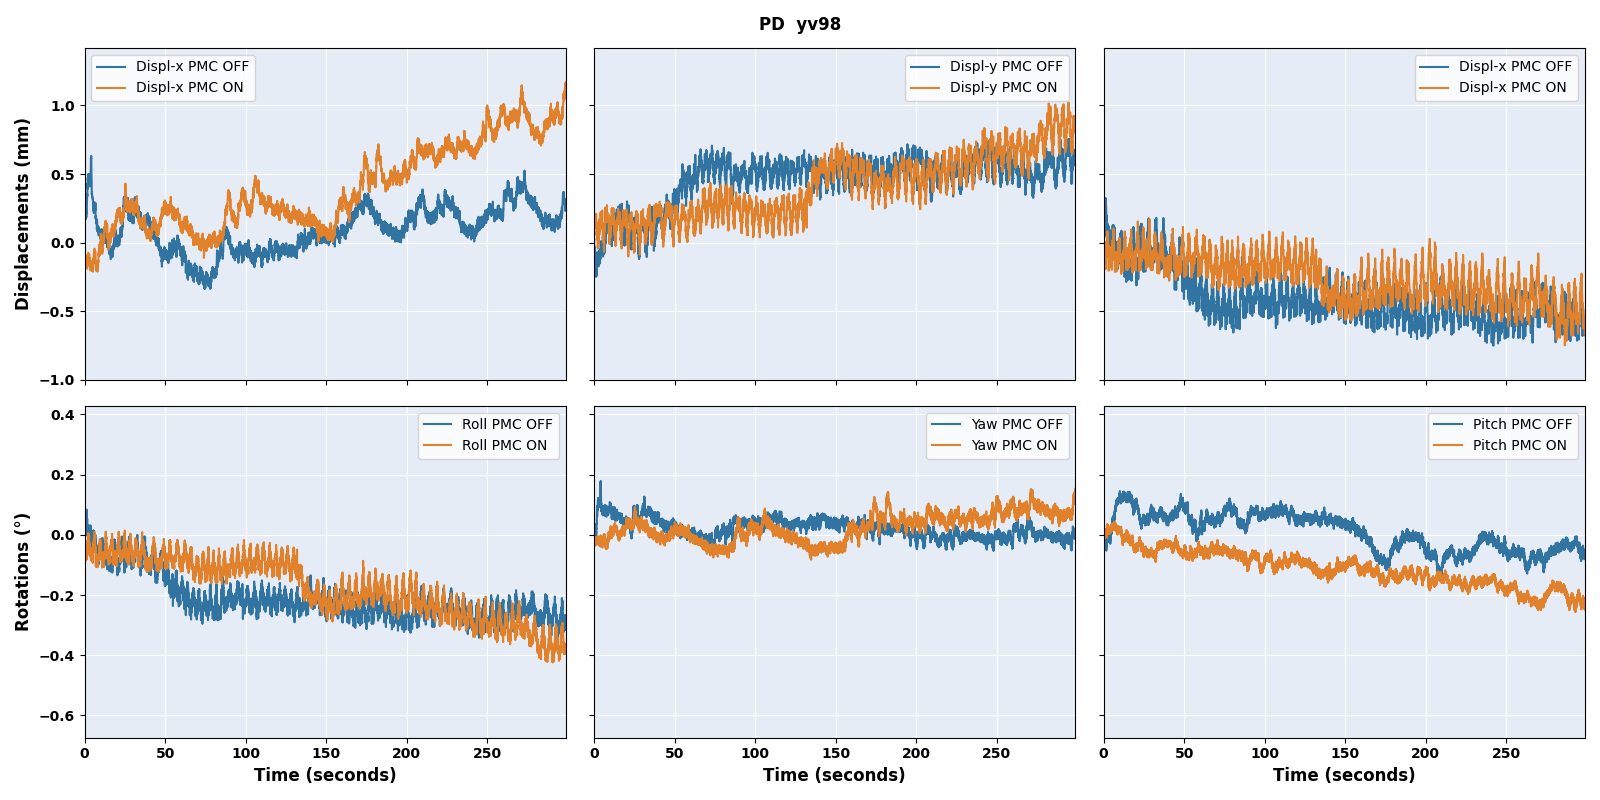 PD  yv98
Displacements (mm)
1.0
0.5
0.0
−0.5
−1.0
Displ-x PMC OFF
Displ-x PMC ON
Displ-y PMC OFF
Displ-y PMC ON
Displ-x PMC OFF
Displ-x PMC ON
Rotations (°)
0.4
0.2
0.0
−0.2
−0.4
−0.6
Roll PMC OFF
Roll PMC ON
Yaw PMC OFF
Yaw PMC ON
Pitch PMC OFF
Pitch PMC ON
0 50 100 150 200 250
0 50 100 150 200 250
0 50 100 150 200 250
Time (seconds)
Time (seconds)
Time (seconds)